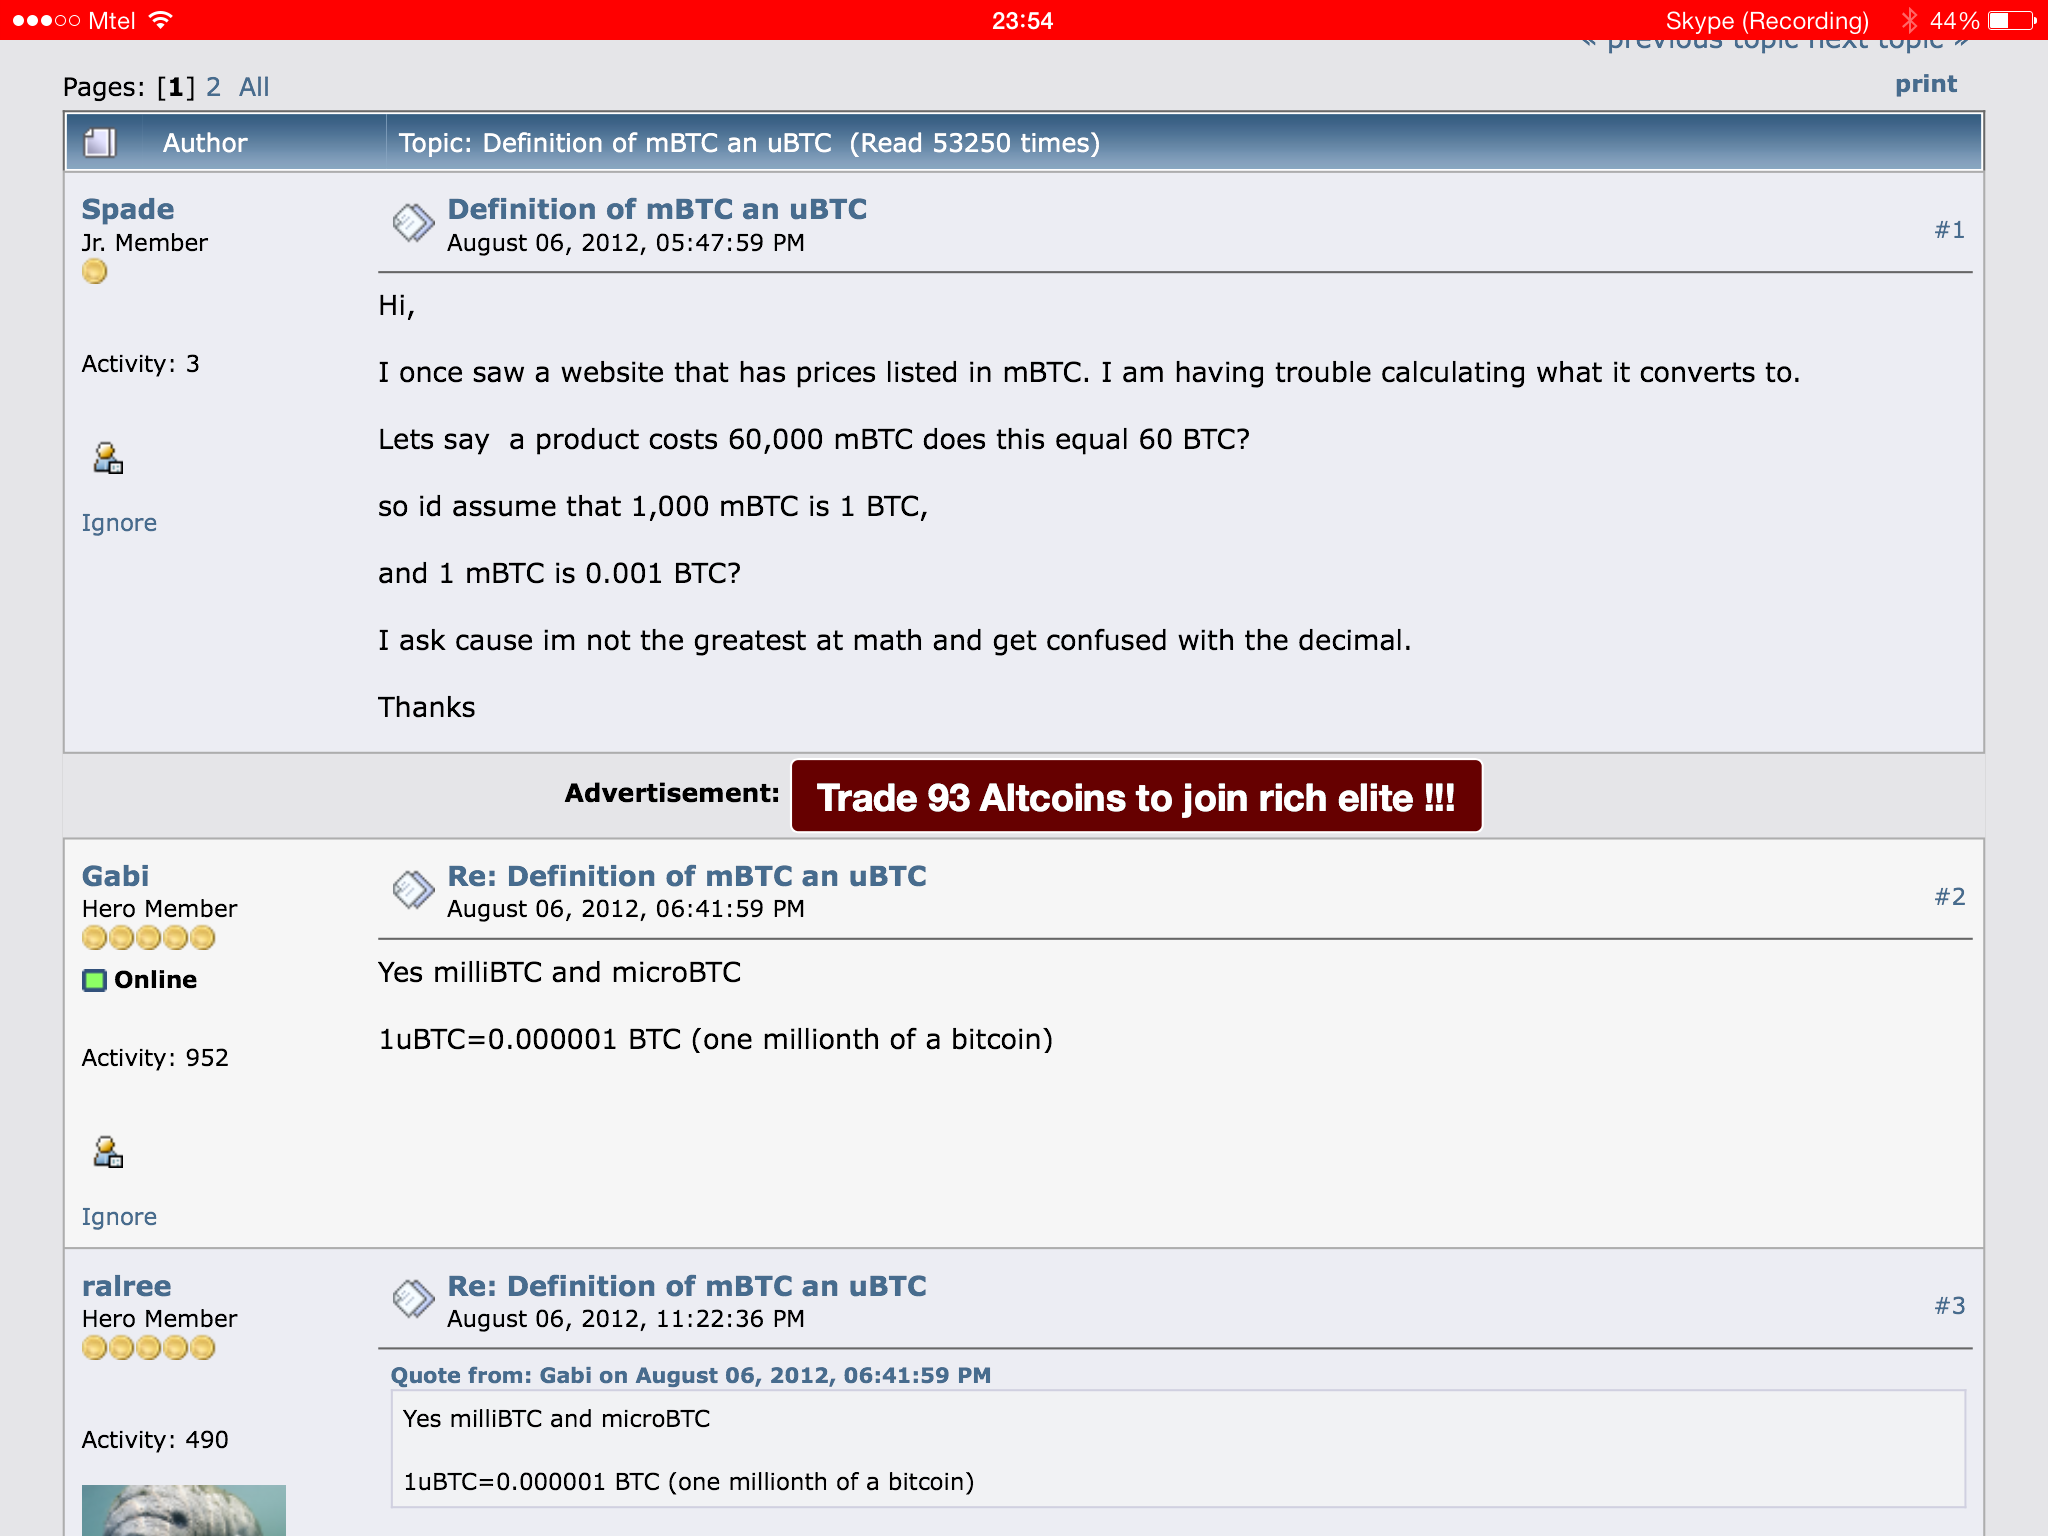 Mtel 23:54 Skype (Recording) 44%
« previous topic next topic »
Pages: [1] 2 All print
Author Topic: Definition of mBTC an uBTC (Read 53250 times)
Spade
Jr. Member
Activity: 3
Ignore
Definition of mBTC an uBTC
August 06, 2012, 05:47:59 PM
#1
Hi,
I once saw a website that has prices listed in mBTC. I am having trouble calculating what it converts to.
Lets say a product costs 60,000 mBTC does this equal 60 BTC?
so id assume that 1,000 mBTC is 1 BTC,
and 1 mBTC is 0.001 BTC?
I ask cause im not the greatest at math and get confused with the decimal.
Thanks
Advertisement: Trade 93 Altcoins to join rich elite !!!
Gabi
Hero Member
Online
Activity: 952
Ignore
Re: Definition of mBTC an uBTC
August 06, 2012, 06:41:59 PM
#2
Yes milliBTC and microBTC
1uBTC=0.000001 BTC (one millionth of a bitcoin)
ralree
Hero Member
Activity: 490
Re: Definition of mBTC an uBTC
August 06, 2012, 11:22:36 PM
#3
Quote from: Gabi on August 06, 2012, 06:41:59 PM
Yes milliBTC and microBTC
1uBTC=0.000001 BTC (one millionth of a bitcoin)